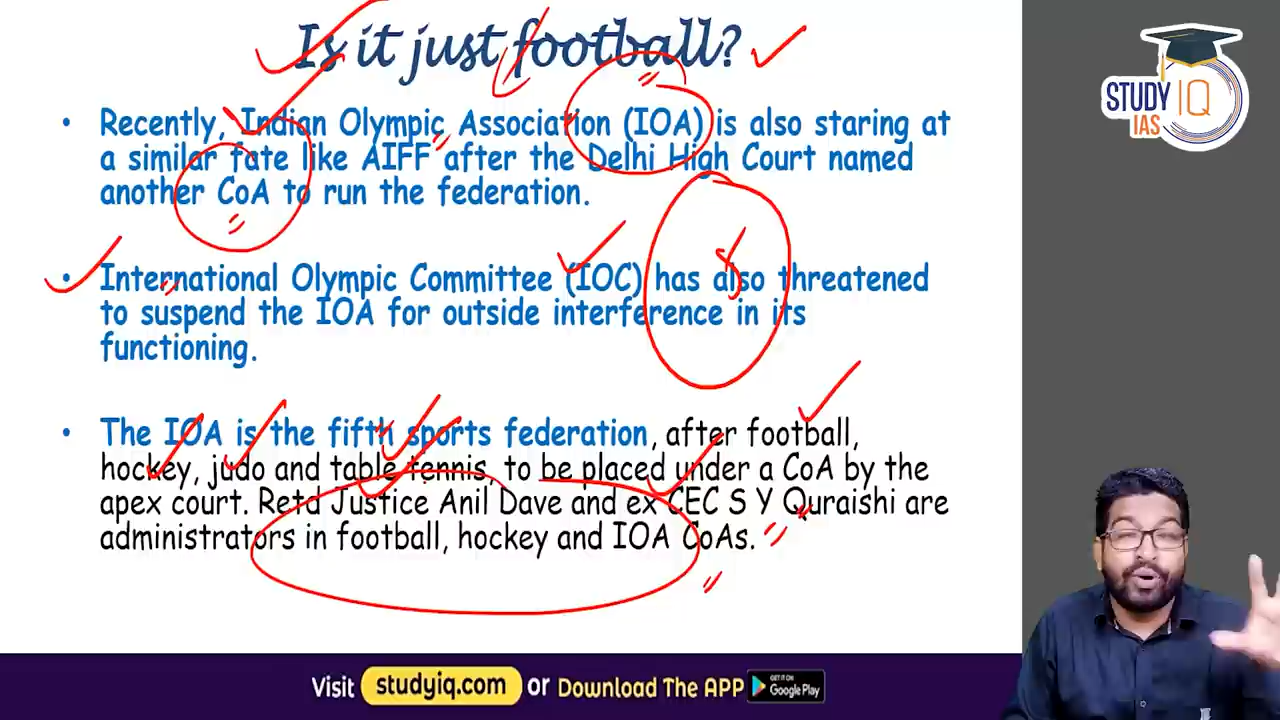 Is it just football?
• Recently, Indian Olympic Association (IOA) is also staring at
a similar fate like AIFF after the Delhi High Court named
another CoA to run the federation.
• International Olympic Committee (IOC) has also threatened
to suspend the IOA for outside interference in its
functioning.
• The IOA is the fifth sports federation, after football,
hockey, judo and table tennis, to be placed under a CoA by the
apex court. Retd Justice Anil Dave and ex CEC S Y Quraishi are
administrators in football, hockey and IOA CoAs.
STUDY IQ
IAS
Visit studyiq.com or Download The APP GET IT ON Google Play